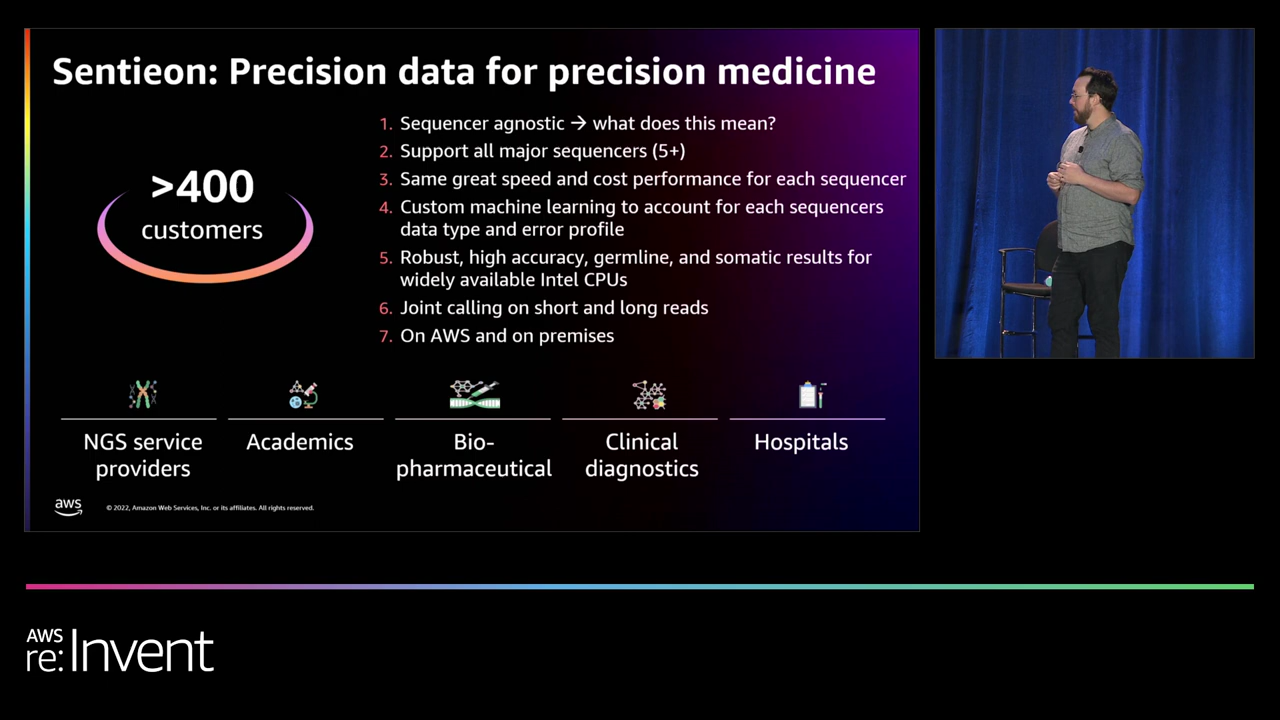 Sentieon: Precision data for precision medicine
>400
customers
1. Sequencer agnostic → what does this mean?
2. Support all major sequencers (5+)
3. Same great speed and cost performance for each sequencer
4. Custom machine learning to account for each sequencers
data type and error profile
5. Robust, high accuracy, germline, and somatic results for
widely available Intel CPUs
6. Joint calling on short and long reads
7. On AWS and on premises
NGS service
providers
Academics
Bio-
pharmaceutical
Clinical
diagnostics
Hospitals
aws
© 2022, Amazon Web Services, Inc. or its affiliates. All rights reserved.
AWS
re:Invent